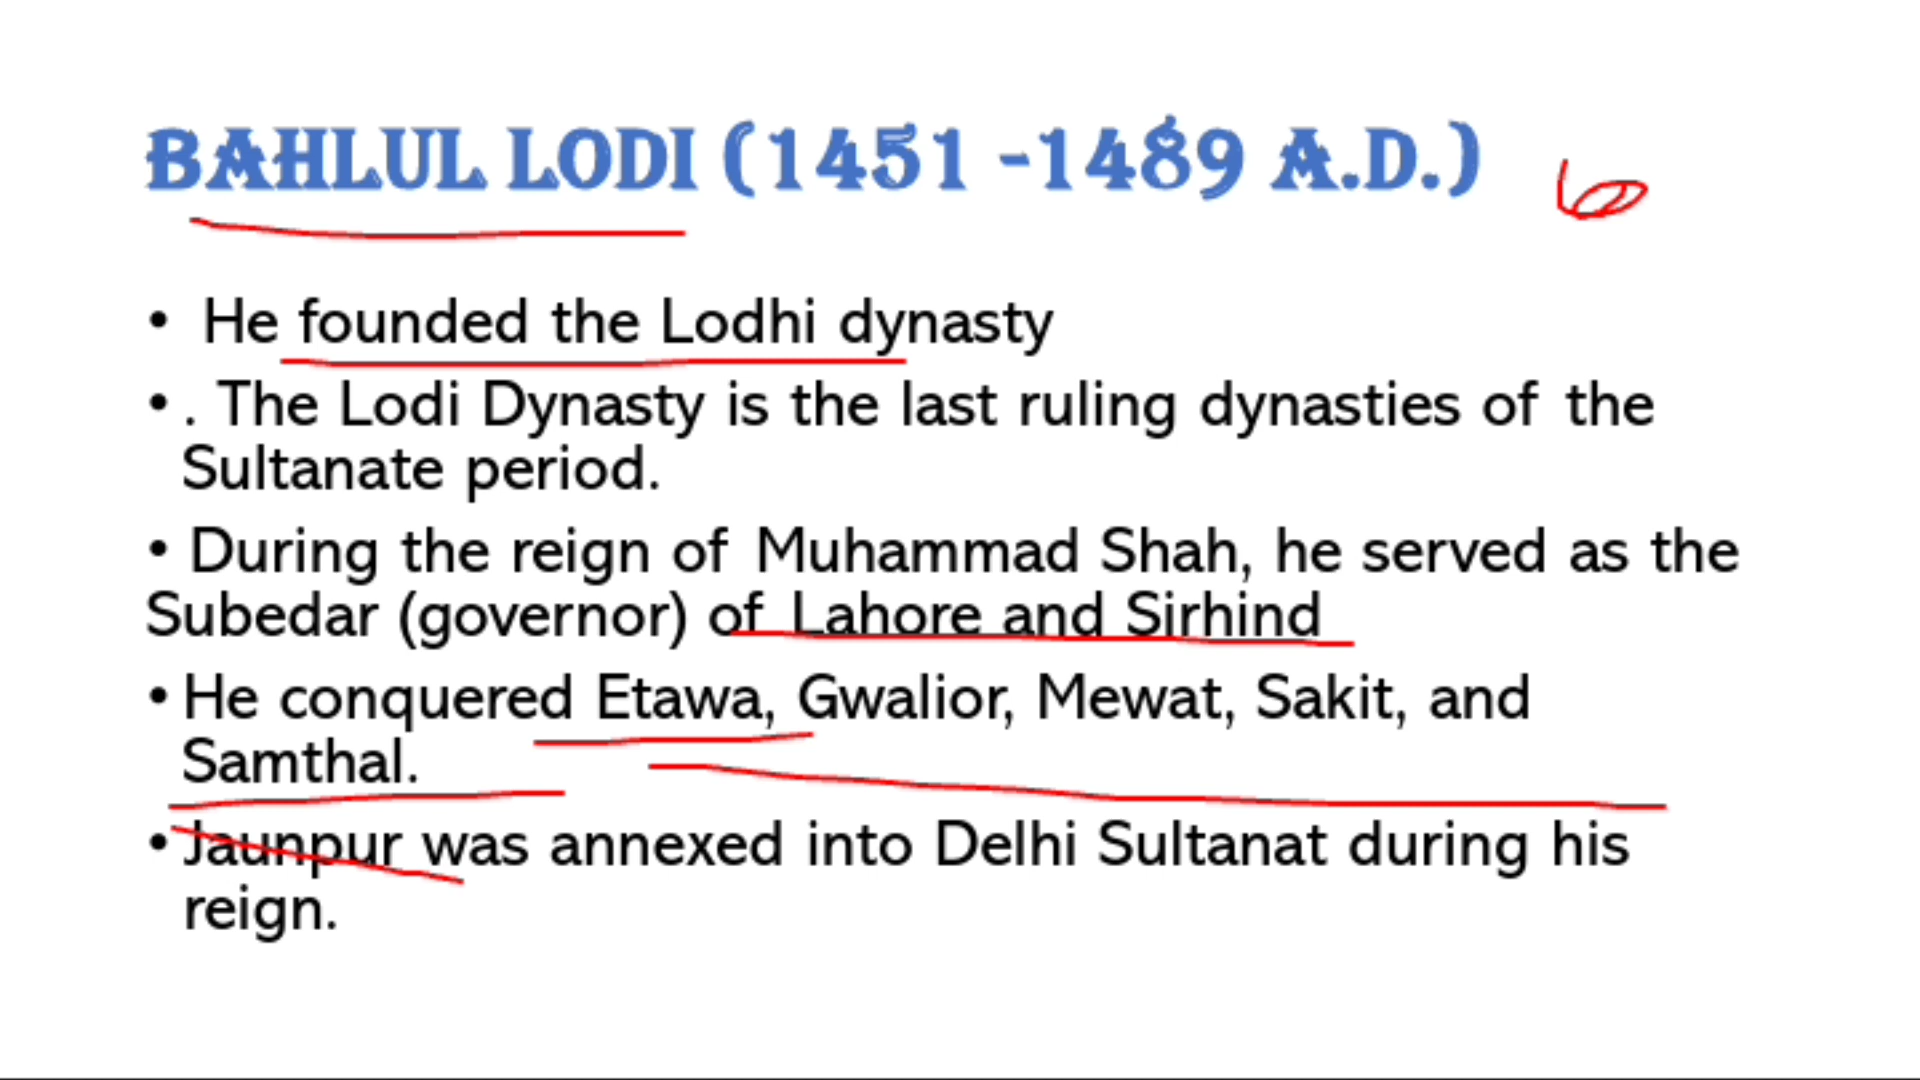 BAHLUL LODI (1451 -1489 A.D.)
• He founded the Lodhi dynasty
• . The Lodi Dynasty is the last ruling dynasties of the
Sultanate period.
• During the reign of Muhammad Shah, he served as the
Subedar (governor) of Lahore and Sirhind
• He conquered Etawa, Gwalior, Mewat, Sakit, and
Samthal.
• Jaunpur was annexed into Delhi Sultanat during his
reign.